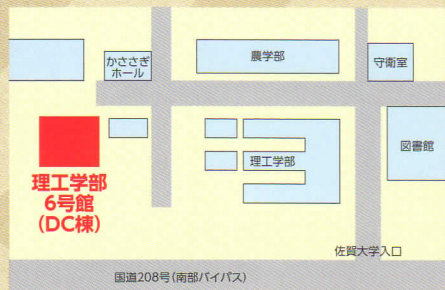 かささぎ
ホール
農学部
守衛室
図書館
理工学部
理工学部
6号館
(DC棟)
佐賀大学入口
国道208号(南部バイパス)